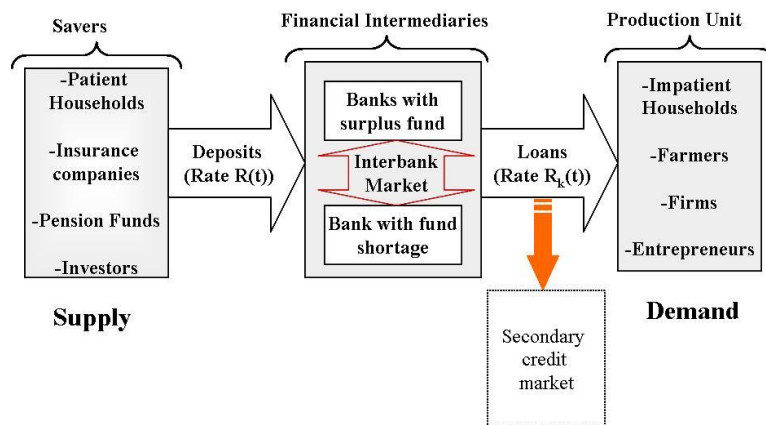 Savers
-Patient
Households
-Insurance
companies
-Pension Funds
-Investors
Supply
Deposits
(Rate R(t))
Financial Intermediaries
Banks with
surplus fund
Interbank
Market
Bank with fund
shortage
Loans
(Rate Rk(t))
Secondary
credit
market
Production Unit
-Impatient
Households
-Farmers
-Firms
-Entrepreneurs
Demand